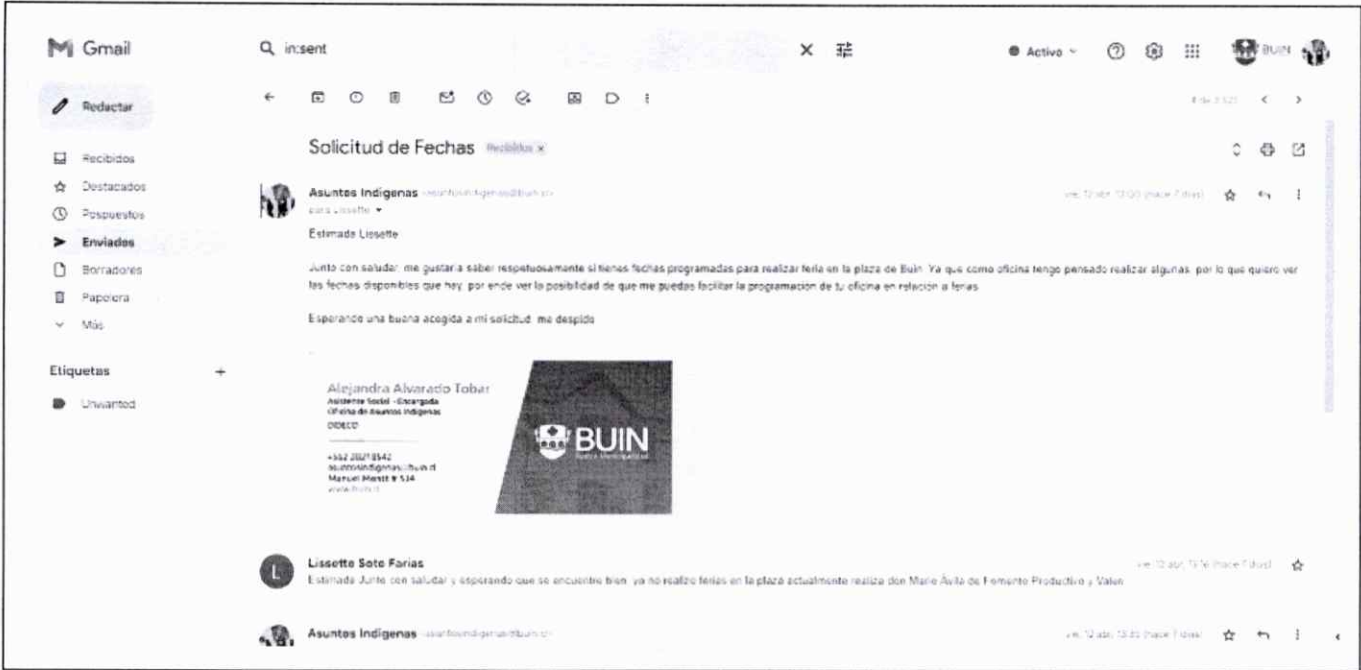 Gmail
in:sent
Activo
BUIN
Redactar
Recibidos
Destacados
Pospuestos
Enviados
Borradores
Papelera
Más
Etiquetas
Unwanted
Solicitud de Fechas Recibidos x
Asuntos Indigenas
para Lissette
Estimada Lissette
Junto con saludar, me gustaria saber respetuosamente si tienes fechas programadas para realizar feria en la plaza de Buin. Ya que como oficina tengo pensado realizar algunas, por lo que quiero ver
las fechas disponibles que hay, por ende ver la posibilidad de que me puedas facilitar la programación de tu oficina en relación a ferias
Esperando una buena acogida a mi solicitud, me despido
Alejandra Alvarado Tobar
Asistente Social - Encargada
Oficina de Asuntos Indigenas
DIDECO
Manuel Montt # 534
BUIN
Lissette Soto Farias
Estimada Junto con saludar y esperando que se encuentre bien, ya no realizo ferias en la plaza actualmente realiza don Mario Ávila de Fomento Productivo y Valen
Asuntos Indigenas